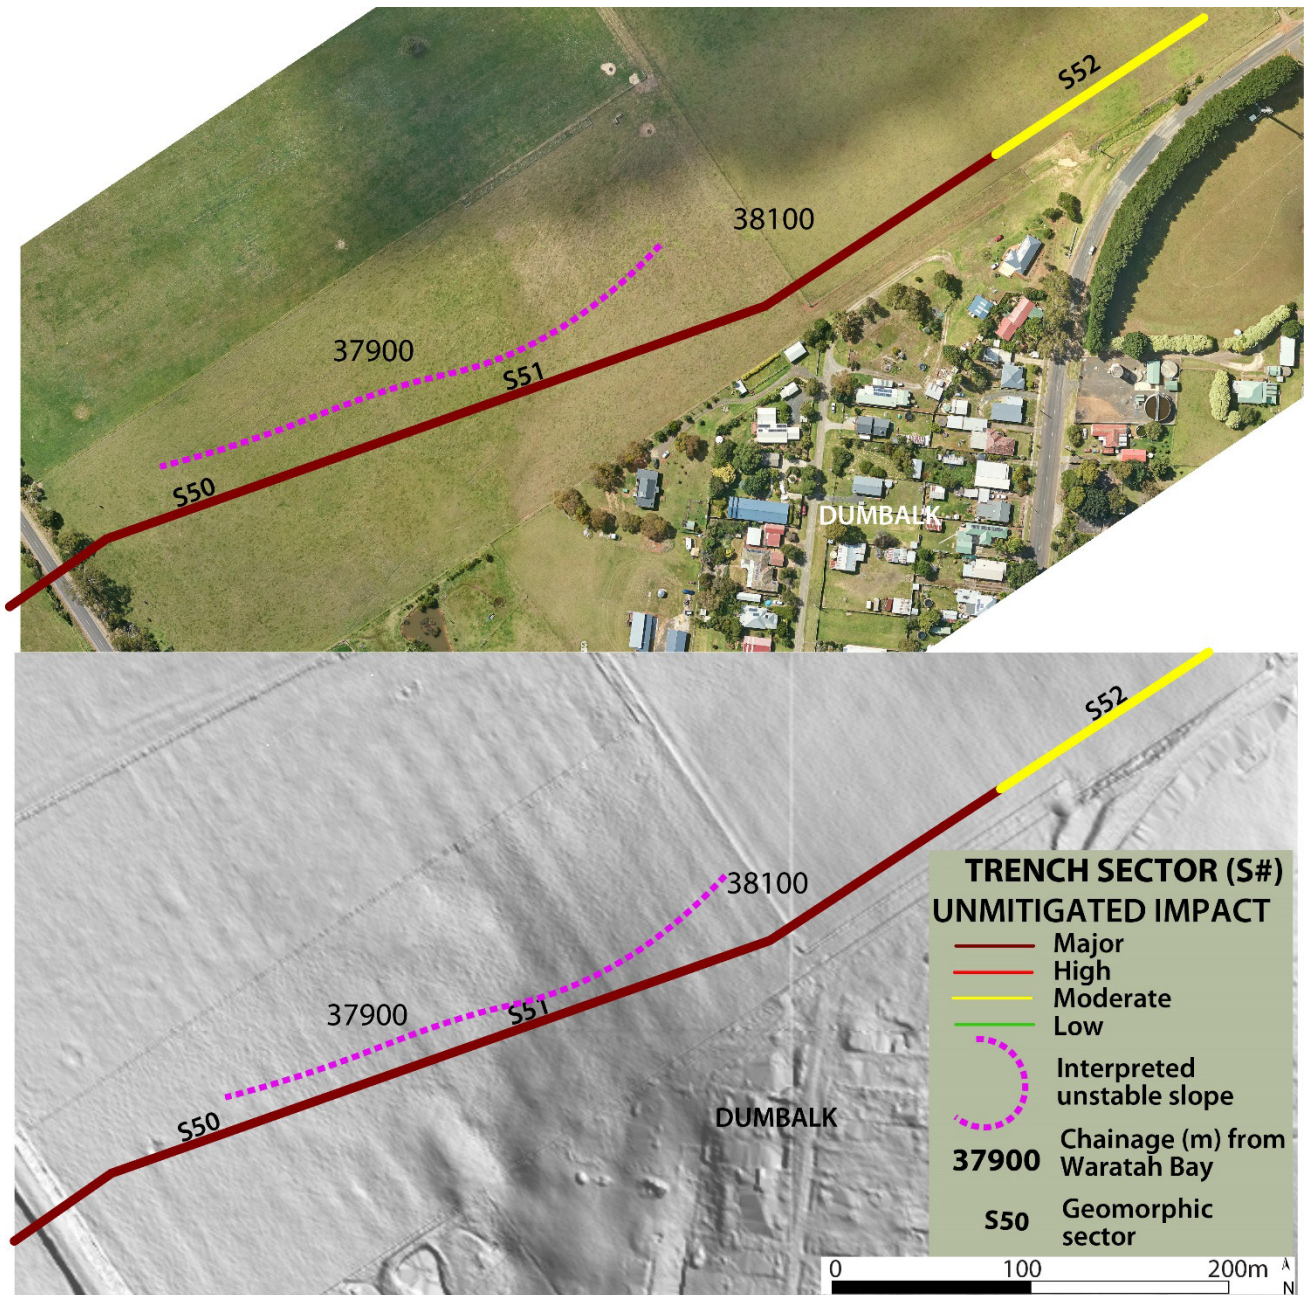 S52
38100
37900
S51
S50
DUMBALK
S52
38100
37900
S51
S50
DUMBALK
TRENCH SECTOR (S#)
UNMITIGATED IMPACT
Major
High
Moderate
Low
Interpreted
unstable slope
37900 Chainage (m) from
Waratah Bay
S50 Geomorphic
sector
0 100 200m
N